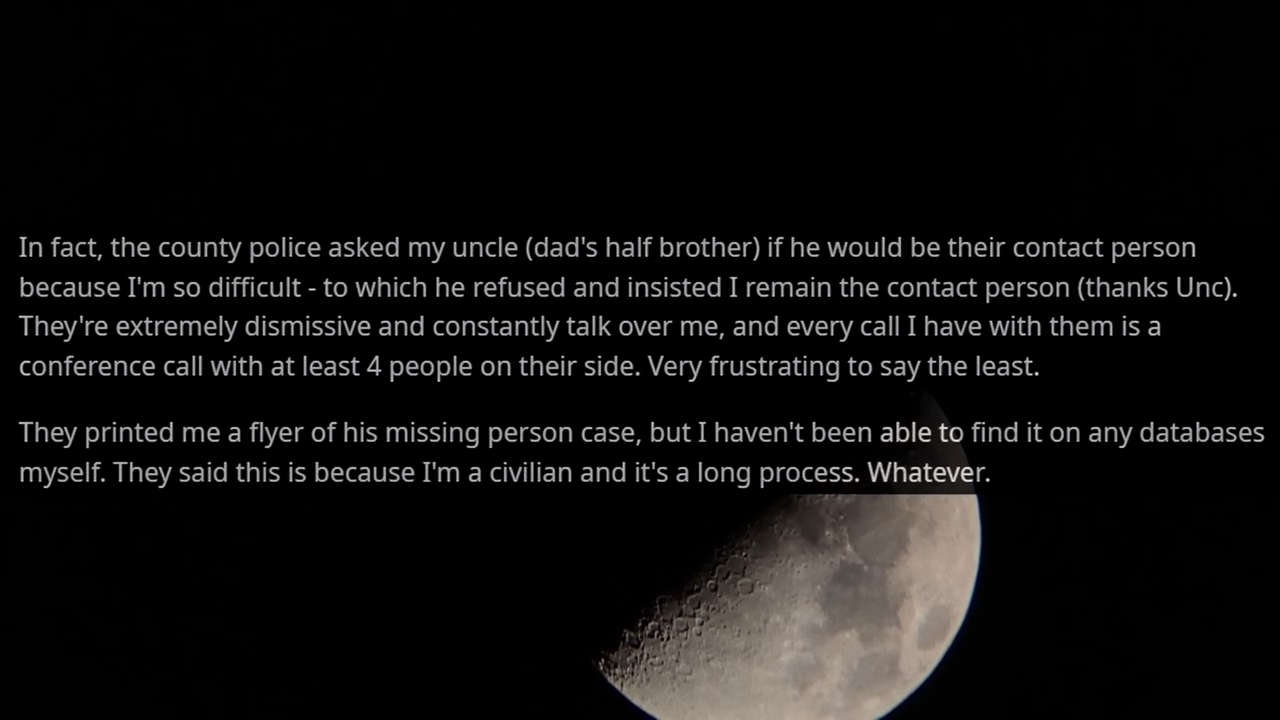 In fact, the county police asked my uncle (dad's half brother) if he would be their contact person
because I'm so difficult - to which he refused and insisted I remain the contact person (thanks Unc).
They're extremely dismissive and constantly talk over me, and every call I have with them is a
conference call with at least 4 people on their side. Very frustrating to say the least.
They printed me a flyer of his missing person case, but I haven't been able to find it on any databases
myself. They said this is because I'm a civilian and it's a long process. Whatever.